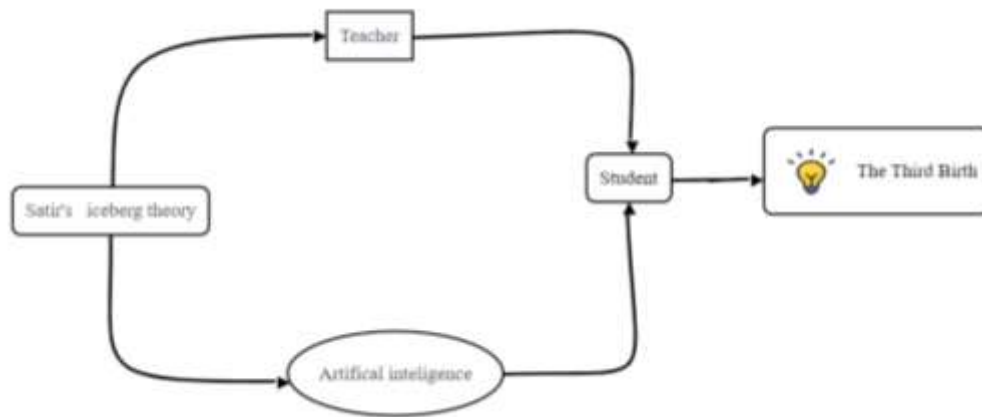 Teacher
Student
The Third Birth
Satir's iceberg theory
Artifical inteligence